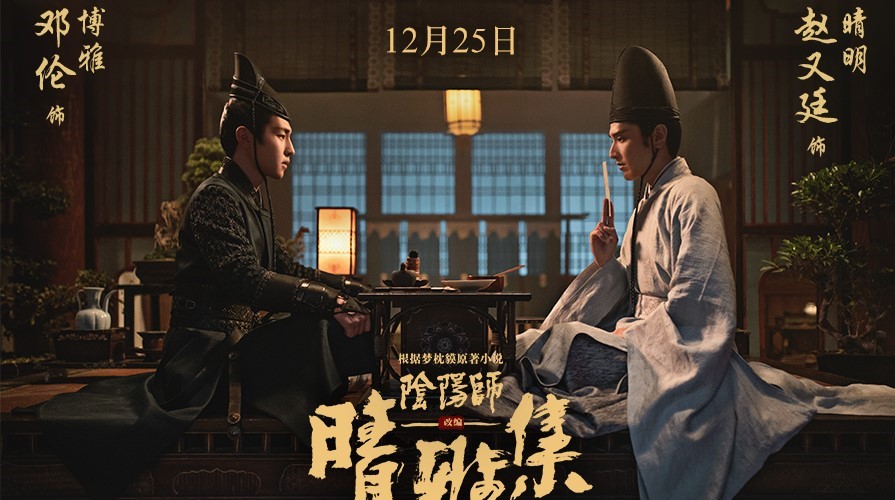 12月25日
博雅
邓伦 饰
晴明
赵又廷 饰
根据梦枕貘原著小说
陰陽師
改编
晴雅集